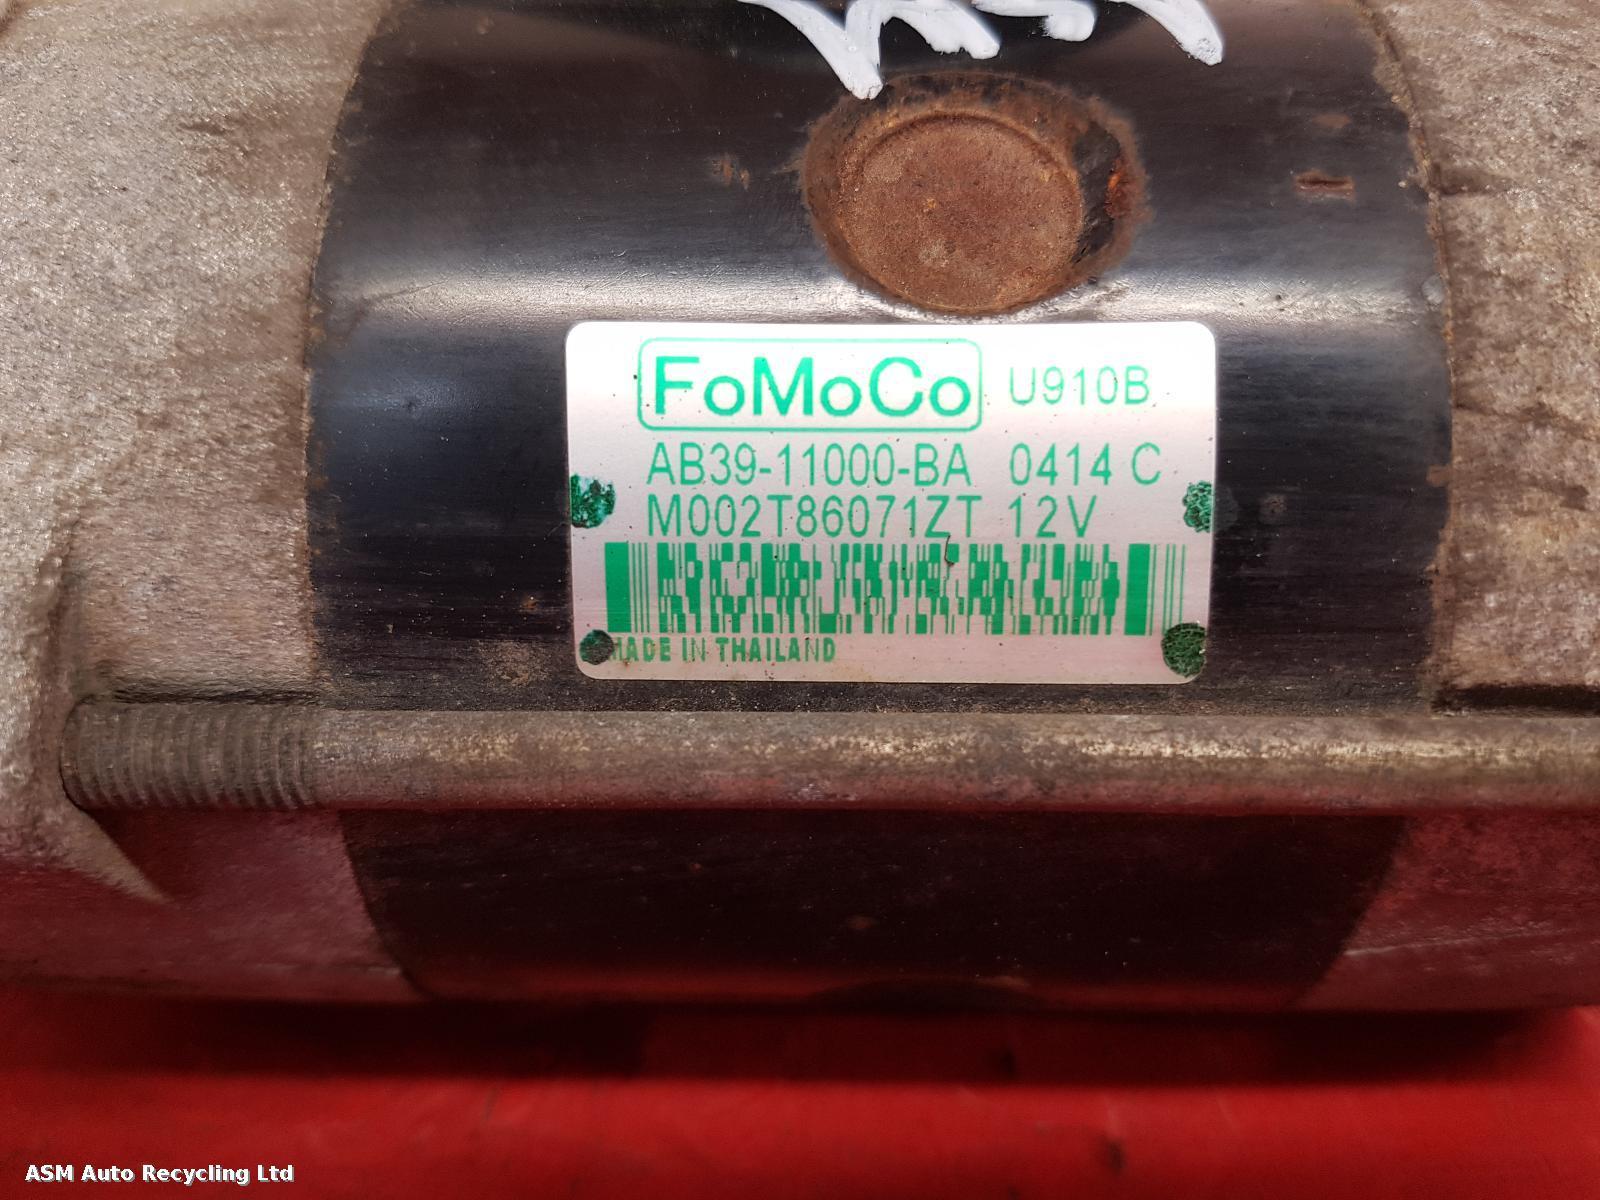 FoMoCo U910B
AB39-11000-BA 0414 C
M002T86071ZT 12V
MADE IN THAILAND
ASM Auto Recycling Ltd